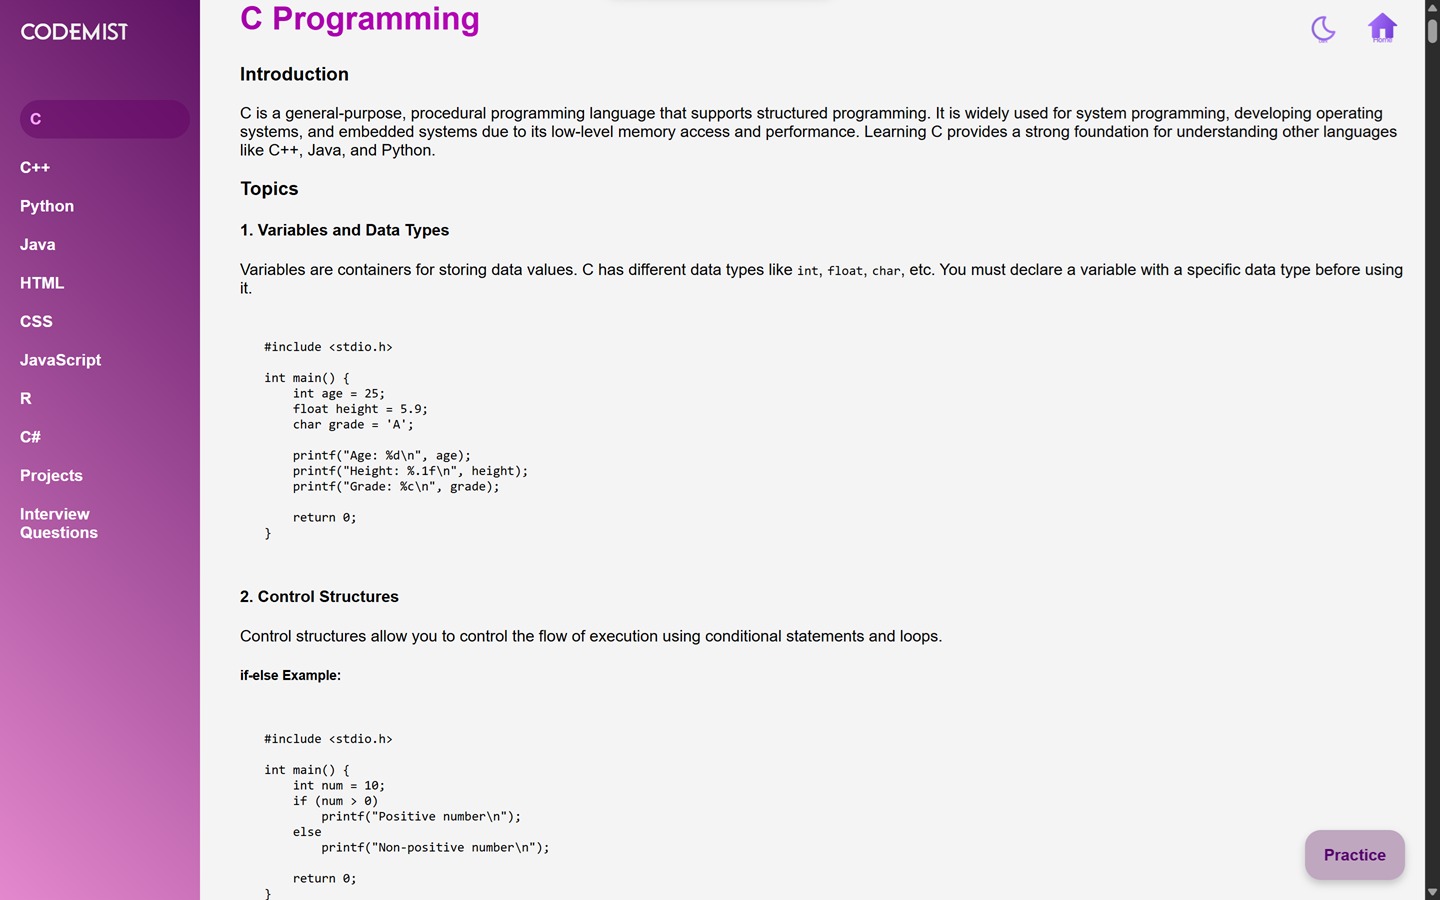 CODEMIST
C
C++
Python
Java
HTML
CSS
JavaScript
R
C#
Projects
Interview
Questions
C Programming
Home
Introduction
C is a general-purpose, procedural programming language that supports structured programming. It is widely used for system programming, developing operating
systems, and embedded systems due to its low-level memory access and performance. Learning C provides a strong foundation for understanding other languages
like C++, Java, and Python.
Topics
1. Variables and Data Types
Variables are containers for storing data values. C has different data types like int, float, char, etc. You must declare a variable with a specific data type before using
it.
#include <stdio.h>
int main() {
    int age = 25;
    float height = 5.9;
    char grade = 'A';
    printf("Age: %d\n", age);
    printf("Height: %.1f\n", height);
    printf("Grade: %c\n", grade);
    return 0;
}
2. Control Structures
Control structures allow you to control the flow of execution using conditional statements and loops.
if-else Example:
#include <stdio.h>
int main() {
    int num = 10;
    if (num > 0)
        printf("Positive number\n");
    else
        printf("Non-positive number\n");
    return 0;
}
Practice